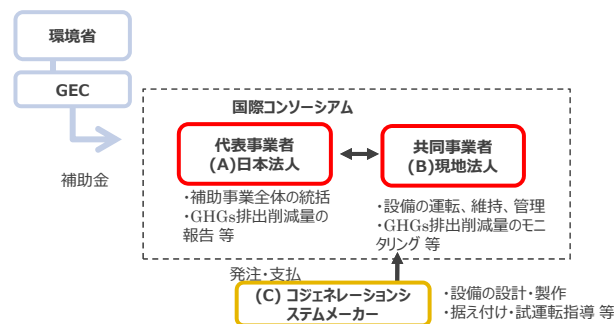 環境省
GEC
国際コンソーシアム
代表事業者
(A)日本法人
共同事業者
(B)現地法人
補助金
・補助事業全体の統括
・GHGs排出削減量の
報告 等
・設備の運転、維持、管理
・GHGs排出削減量のモニ
タリング 等
発注・支払
(C) コジェネレーションシ
ステムメーカー
・設備の設計・製作
・据え付け・試運転指導 等